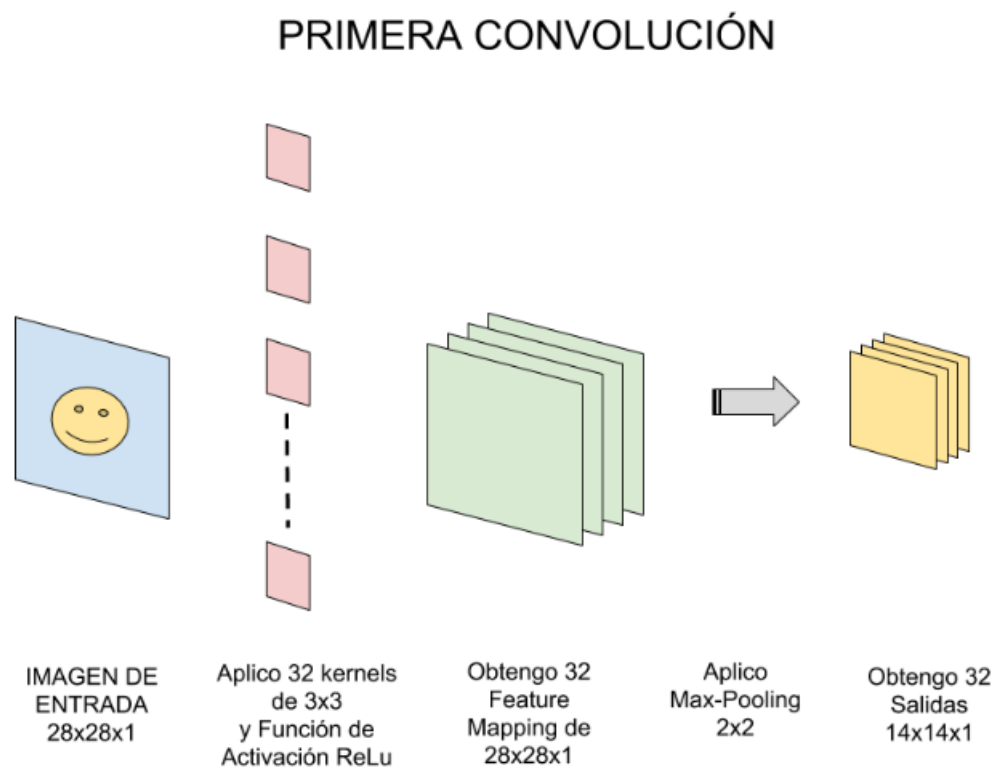 PRIMERA CONVOLUCIÓN
IMAGEN DE
ENTRADA
28x28x1
Aplico 32 kernels
de 3x3
y Función de
Activación ReLu
Obtengo 32
Feature
Mapping de
28x28x1
Aplico
Max-Pooling
2x2
Obtengo 32
Salidas
14x14x1